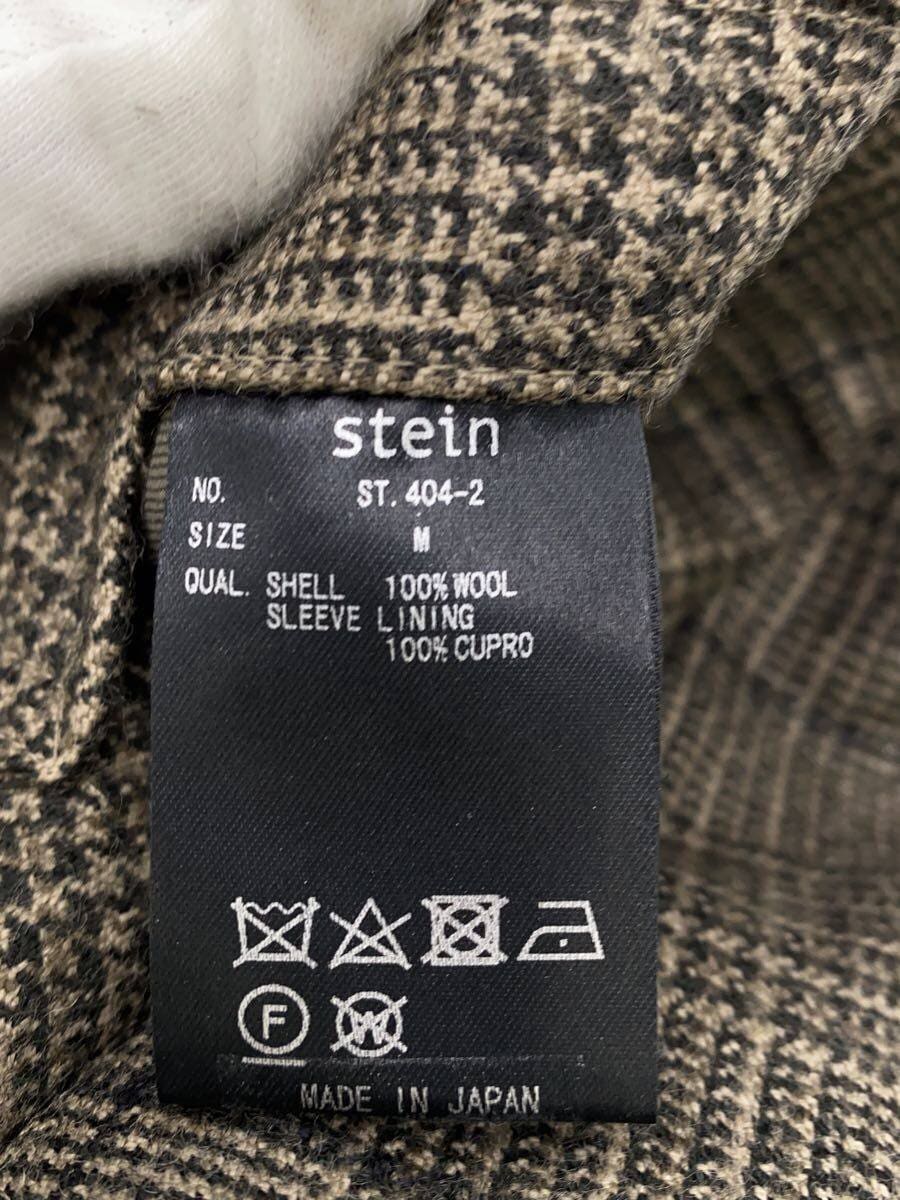 stein
NO. ST. 404-2
SIZE M
QUAL. SHELL 100% WOOL
SLEEVE LINING
100% CUPRO
F W
MADE IN JAPAN